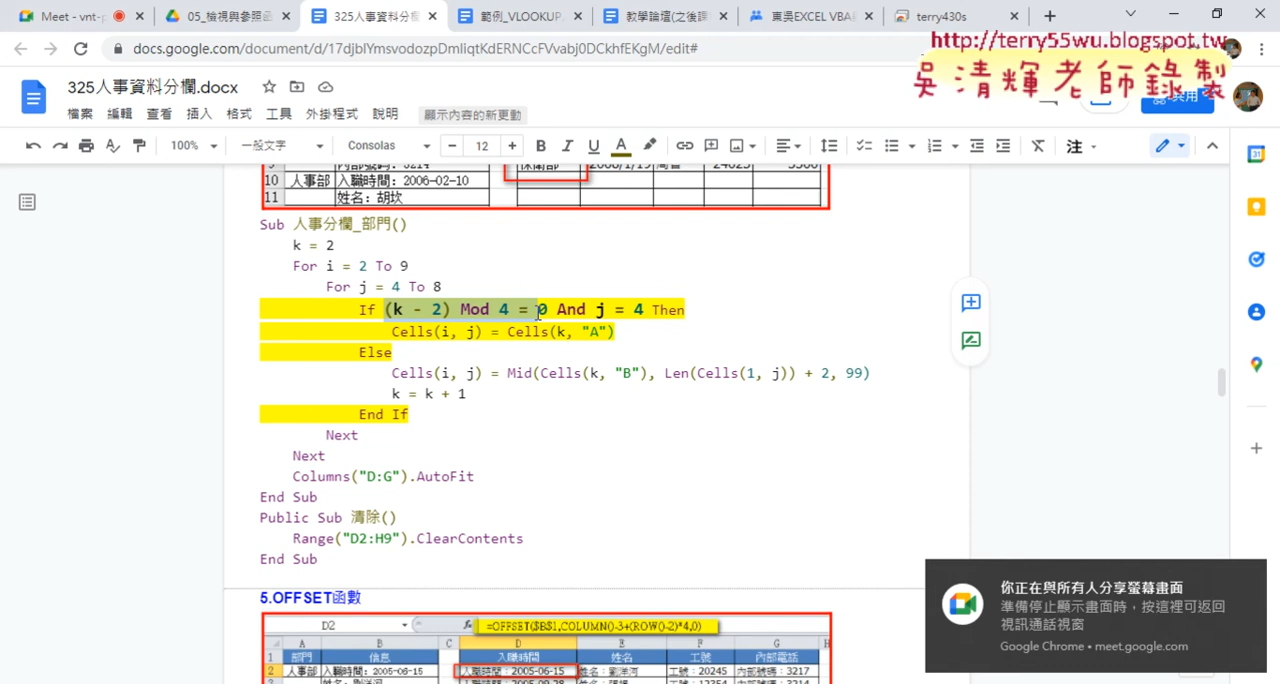 Meet - vnt-
05_檢視與參照函
325人事資料分欄
範例_VLOOKUP
教學論壇(之後課
東吳EXCEL VBA
terry430s
docs.google.com/document/d/17djblYmsvodozpDmliqtKdERNCcFVvabj0DCkhfEKgM/edit#
http://terry55wu.blogspot.tw
吳清輝老師錄製
325人事資料分欄.docx
檔案 編輯 查看 插入 格式 工具 外掛程式 說明 顯示內容的新更動
共用
100% 一般文字 Consolas 12 B I U A 注
10 人事部 入職時間：2006-02-10
11 姓名：胡坎
Sub 人事分欄_部門()
k = 2
For i = 2 To 9
For j = 4 To 8
If (k - 2) Mod 4 = 0 And j = 4 Then
Cells(i, j) = Cells(k, "A")
Else
Cells(i, j) = Mid(Cells(k, "B"), Len(Cells(1, j)) + 2, 99)
k = k + 1
End If
Next
Next
Columns("D:G").AutoFit
End Sub
Public Sub 清除()
Range("D2:H9").ClearContents
End Sub
5.OFFSET函數
D2 fx =OFFSET($B$1,COLUMN()-3+(ROW()-2)*4,0)
A B C D E F G H
1 部門 信息 入職時間 姓名 工號 內部電話
2 人事部 入職時間：2005-06-15 入職時間：2005-06-15 姓名：劉洋河 工號：20245 內部號碼：3217
你正在與所有人分享螢幕畫面
準備停止顯示畫面時，按這裡可返回
視訊通話視窗
Google Chrome • meet.google.com